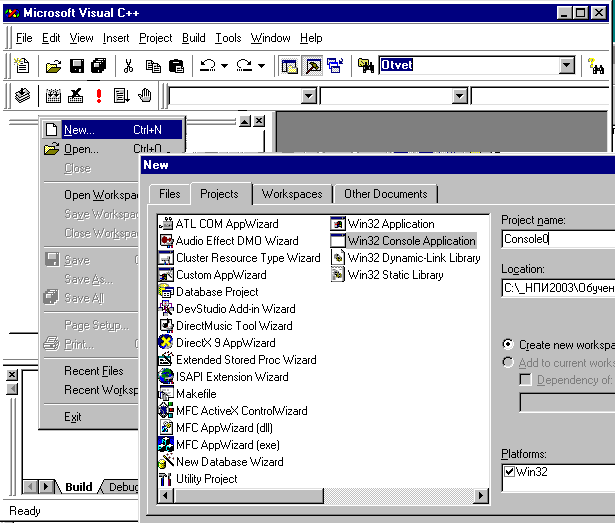 Microsoft Visual C++
File Edit View Insert Project Build Tools Window Help
Otvet
New... Ctrl+N
Open... Ctrl+O
Close
Open Workspac
Save Workspac
Close Workspac
Save
Save As...
Save All
Page Setup...
Print...
Recent Files
Recent Worksp
Exit
New
Files Projects Workspaces Other Documents
ATL COM AppWizard
Audio Effect DMO Wizard
Cluster Resource Type Wizard
Custom AppWizard
Database Project
DevStudio Add-in Wizard
DirectMusic Tool Wizard
DirectX 9 AppWizard
Extended Stored Proc Wizard
ISAPI Extension Wizard
Makefile
MFC ActiveX ControlWizard
MFC AppWizard (dll)
MFC AppWizard (exe)
New Database Wizard
Utility Project
Win32 Application
Win32 Console Application
Win32 Dynamic-Link Library
Win32 Static Library
Project name:
Console0
Location:
C:\_НПИ2003\Обучен
Create new workspa
Add to current works
Dependency of:
Platforms:
Win32
Build Debug
Ready